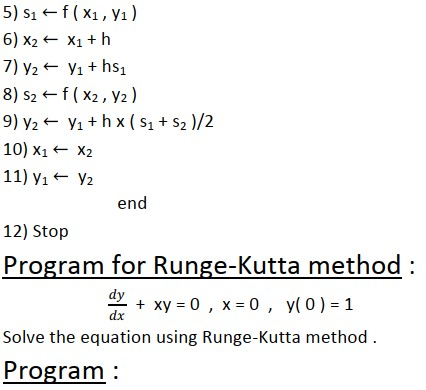 5) s₁ ← f ( x₁ , y₁ )
6) x₂ ← x₁ + h
7) y₂ ← y₁ + hs₁
8) s₂ ← f ( x₂ , y₂ )
9) y₂ ← y₁ + h x ( s₁ + s₂ )/2
10) x₁ ← x₂
11) y₁ ← y₂
end
12) Stop
Program for Runge-Kutta method :
dy/dx + xy = 0 , x = 0 , y( 0 ) = 1
Solve the equation using Runge-Kutta method .
Program :